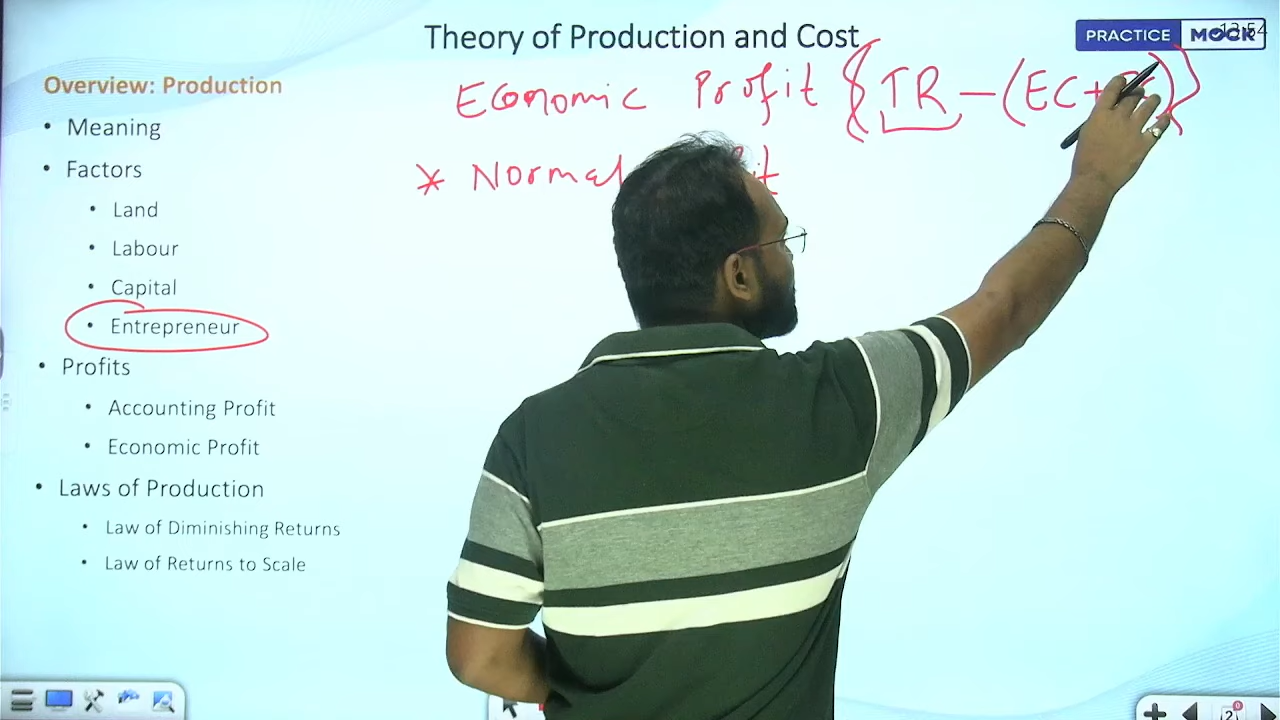 Theory of Production and Cost
PRACTICE MOCK
Overview: Production
Economic Profit { TR - (EC +
• Meaning
* Normal
• Factors
• Land
• Labour
• Capital
• Entrepreneur
• Profits
• Accounting Profit
• Economic Profit
• Laws of Production
• Law of Diminishing Returns
• Law of Returns to Scale
2